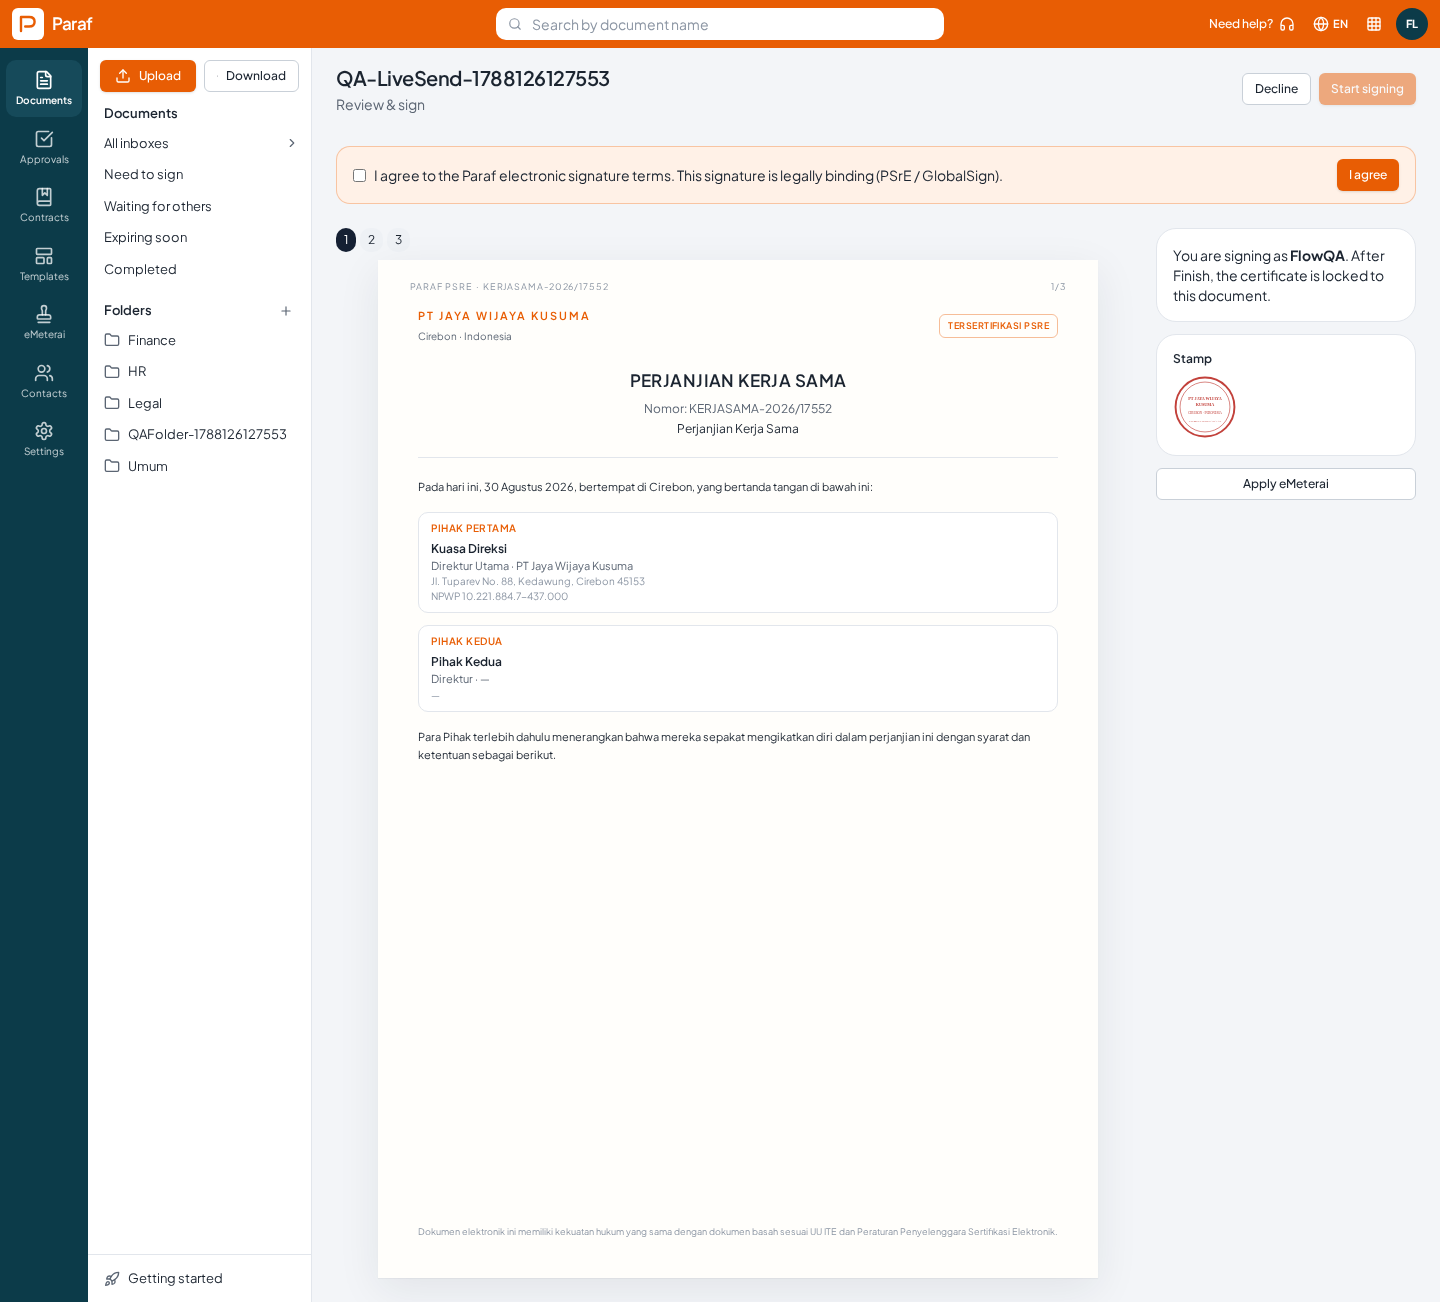 Paraf
Search by document name
Need help?
EN
FL
Documents
Approvals
Contracts
Templates
eMeterai
Contacts
Settings
Upload
Download
Documents
All inboxes
Need to sign
Waiting for others
Expiring soon
Completed
Folders
Finance
HR
Legal
QAFolder-1788126127553
Umum
Getting started
QA-LiveSend-1788126127553
Review & sign
Decline
Start signing
I agree to the Paraf electronic signature terms. This signature is legally binding (PSrE / GlobalSign).
I agree
1
2
3
PARAF PSRE · KERJASAMA-2026/17552
1/3
PT JAYA WIJAYA KUSUMA
Cirebon · Indonesia
TERSERTIFIKASI PSRE
PERJANJIAN KERJA SAMA
Nomor: KERJASAMA-2026/17552
Perjanjian Kerja Sama
Pada hari ini, 30 Agustus 2026, bertempat di Cirebon, yang bertanda tangan di bawah ini:
PIHAK PERTAMA
Kuasa Direksi
Direktur Utama · PT Jaya Wijaya Kusuma
Jl. Tuparev No. 88, Kedawung, Cirebon 45153
NPWP 10.221.884.7-437.000
PIHAK KEDUA
Pihak Kedua
Direktur · —
—
Para Pihak terlebih dahulu menerangkan bahwa mereka sepakat mengikatkan diri dalam perjanjian ini dengan syarat dan
ketentuan sebagai berikut.
Dokumen elektronik ini memiliki kekuatan hukum yang sama dengan dokumen basah sesuai UU ITE dan Peraturan Penyelenggara Sertifikasi Elektronik.
You are signing as FlowQA. After
Finish, the certificate is locked to
this document.
Stamp
PT JAYA WIJAYA
KUSUMA
Apply eMeterai